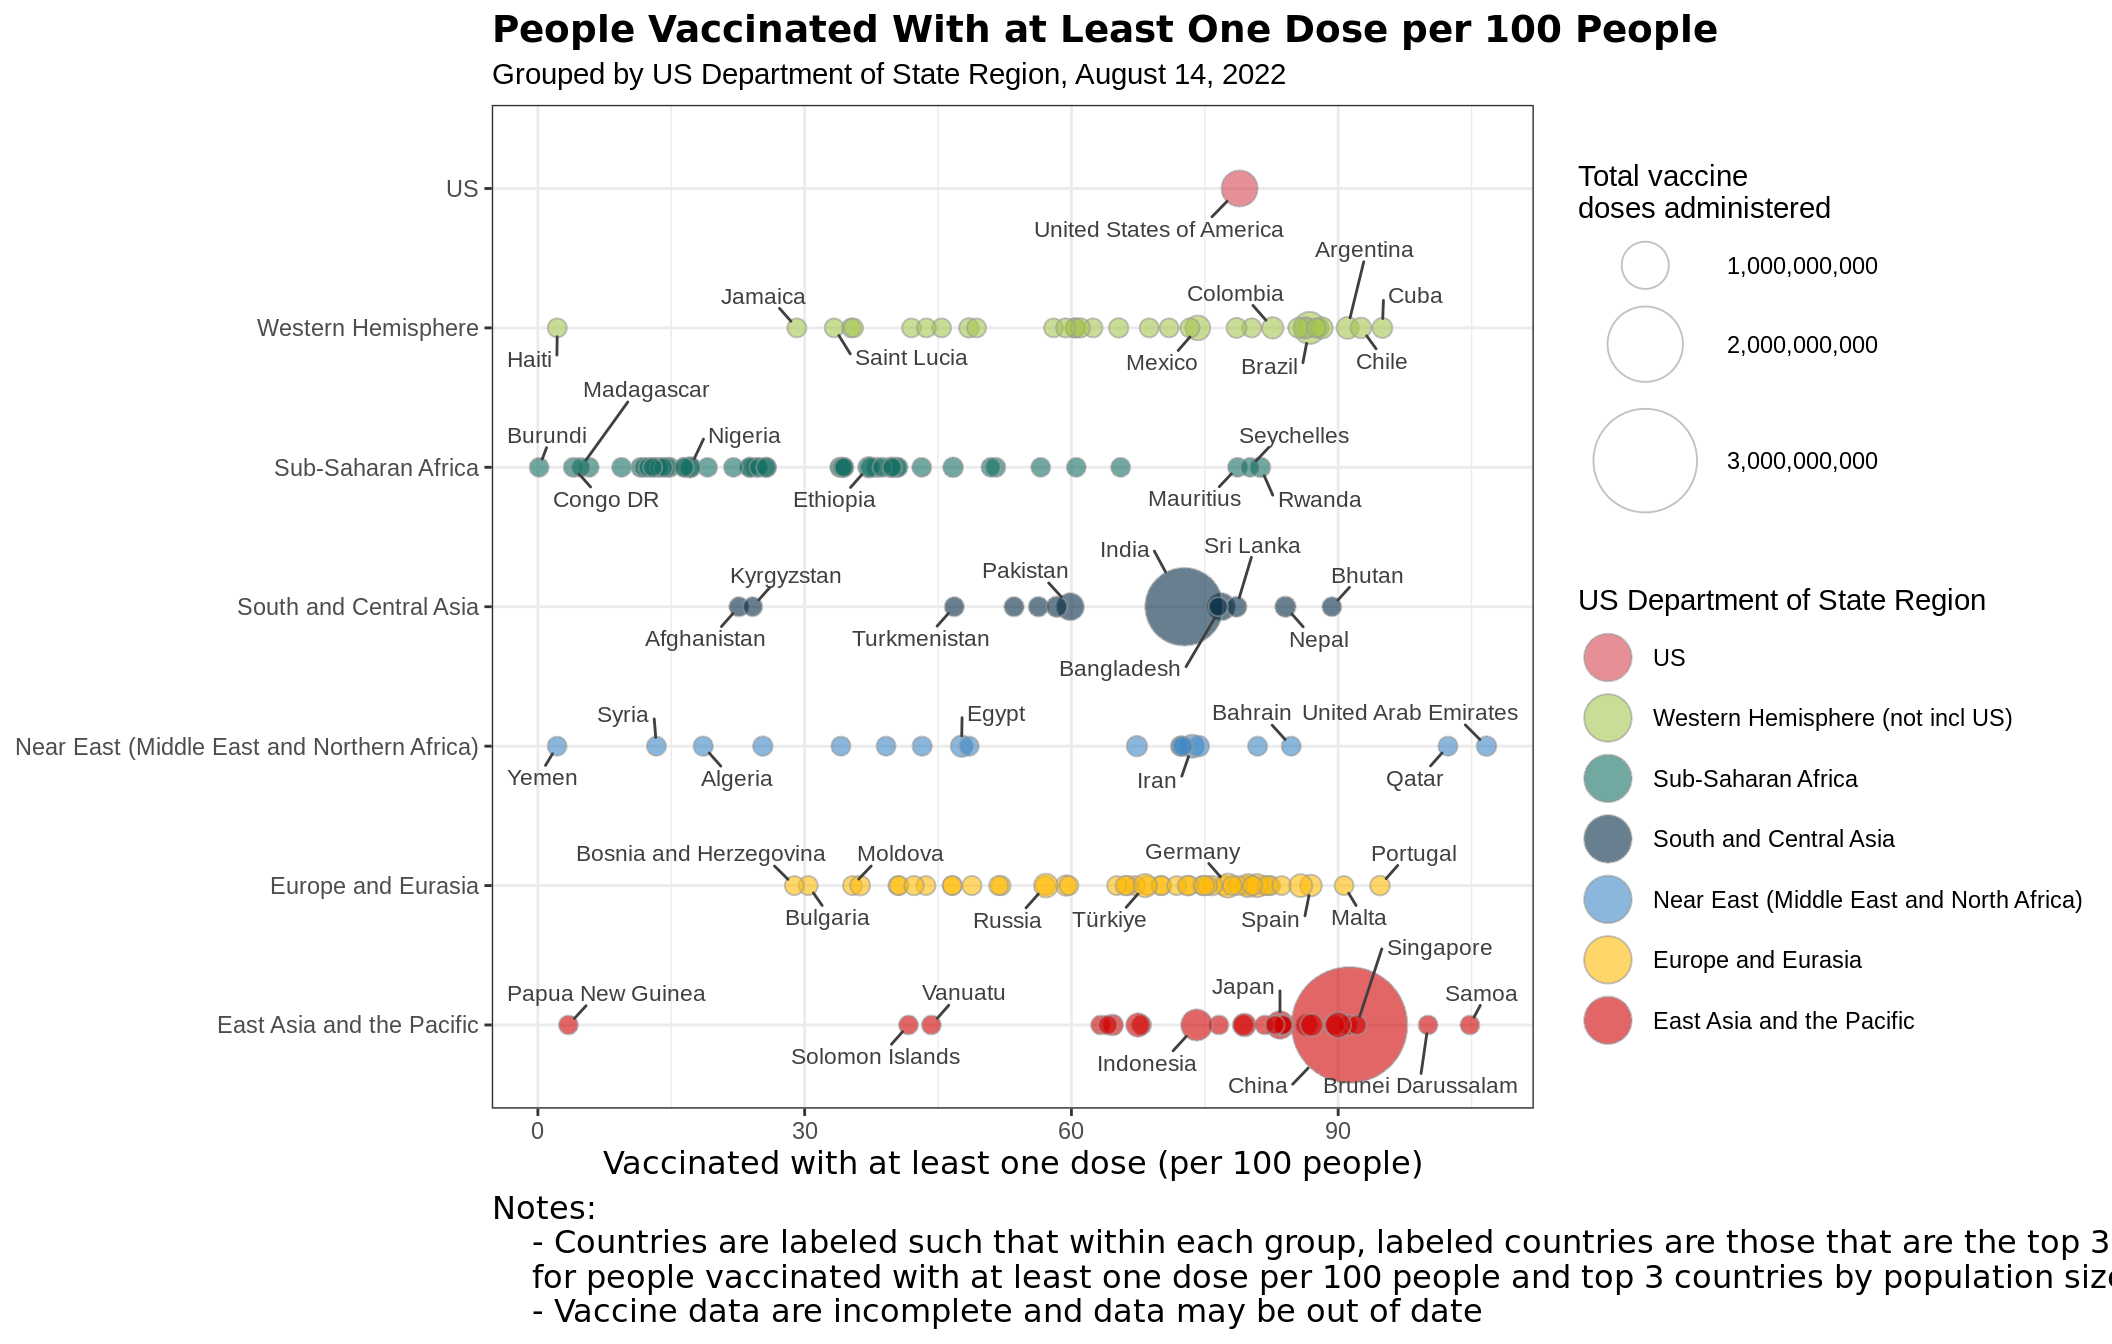 People Vaccinated With at Least One Dose per 100 People
Grouped by US Department of State Region, August 14, 2022
US
United States of America
Argentina
Western Hemisphere
Jamaica
Colombia
Cuba
Haiti
Saint Lucia
Mexico
Brazil
Chile
Madagascar
Sub-Saharan Africa
Burundi
Nigeria
Seychelles
Congo DR
Ethiopia
Mauritius
Rwanda
South and Central Asia
India
Sri Lanka
Kyrgyzstan
Pakistan
Bhutan
Afghanistan
Turkmenistan
Nepal
Bangladesh
Near East (Middle East and Northern Africa)
Syria
Egypt
Bahrain
United Arab Emirates
Yemen
Algeria
Iran
Qatar
Europe and Eurasia
Bosnia and Herzegovina
Moldova
Germany
Portugal
Bulgaria
Russia
Türkiye
Spain
Malta
East Asia and the Pacific
Singapore
Papua New Guinea
Vanuatu
Japan
Samoa
Solomon Islands
Indonesia
China
Brunei Darussalam
0
30
60
90
Vaccinated with at least one dose (per 100 people)
Total vaccine
doses administered
1,000,000,000
2,000,000,000
3,000,000,000
US Department of State Region
US
Western Hemisphere (not incl US)
Sub-Saharan Africa
South and Central Asia
Near East (Middle East and North Africa)
Europe and Eurasia
East Asia and the Pacific
Notes:
- Countries are labeled such that within each group, labeled countries are those that are the top 3
for people vaccinated with at least one dose per 100 people and top 3 countries by population size
- Vaccine data are incomplete and data may be out of date